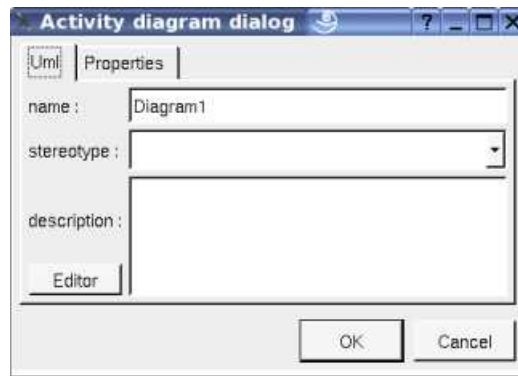 Activity diagram dialog ? _
Uml Properties
name : Diagram1
stereotype :
description :
Editor
OK Cancel